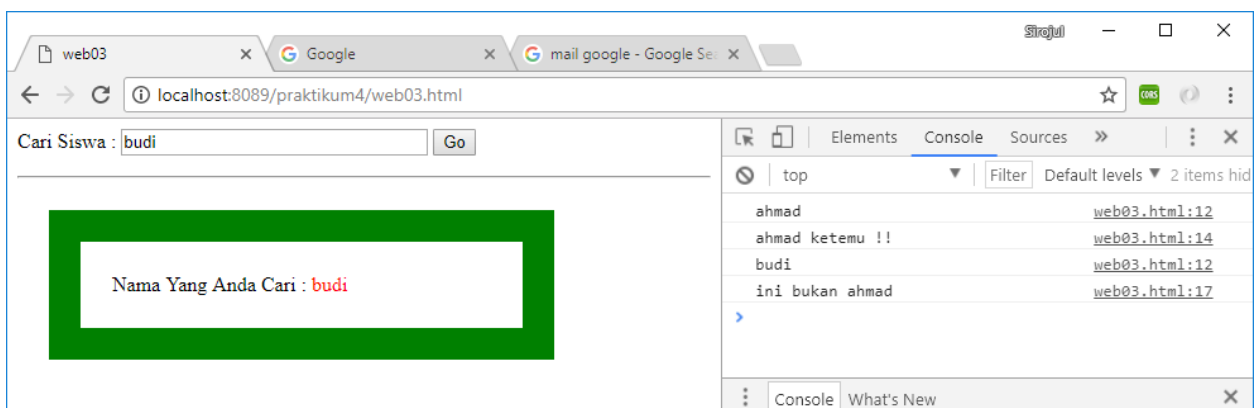 Sirojul
web03
Google
mail google - Google Sea
localhost:8089/praktikum4/web03.html
CORS
Cari Siswa : budi Go
Nama Yang Anda Cari : budi
Elements Console Sources »
top Filter Default levels 2 items hid
ahmad web03.html:12
ahmad ketemu !! web03.html:14
budi web03.html:12
ini bukan ahmad web03.html:17
>
Console What's New